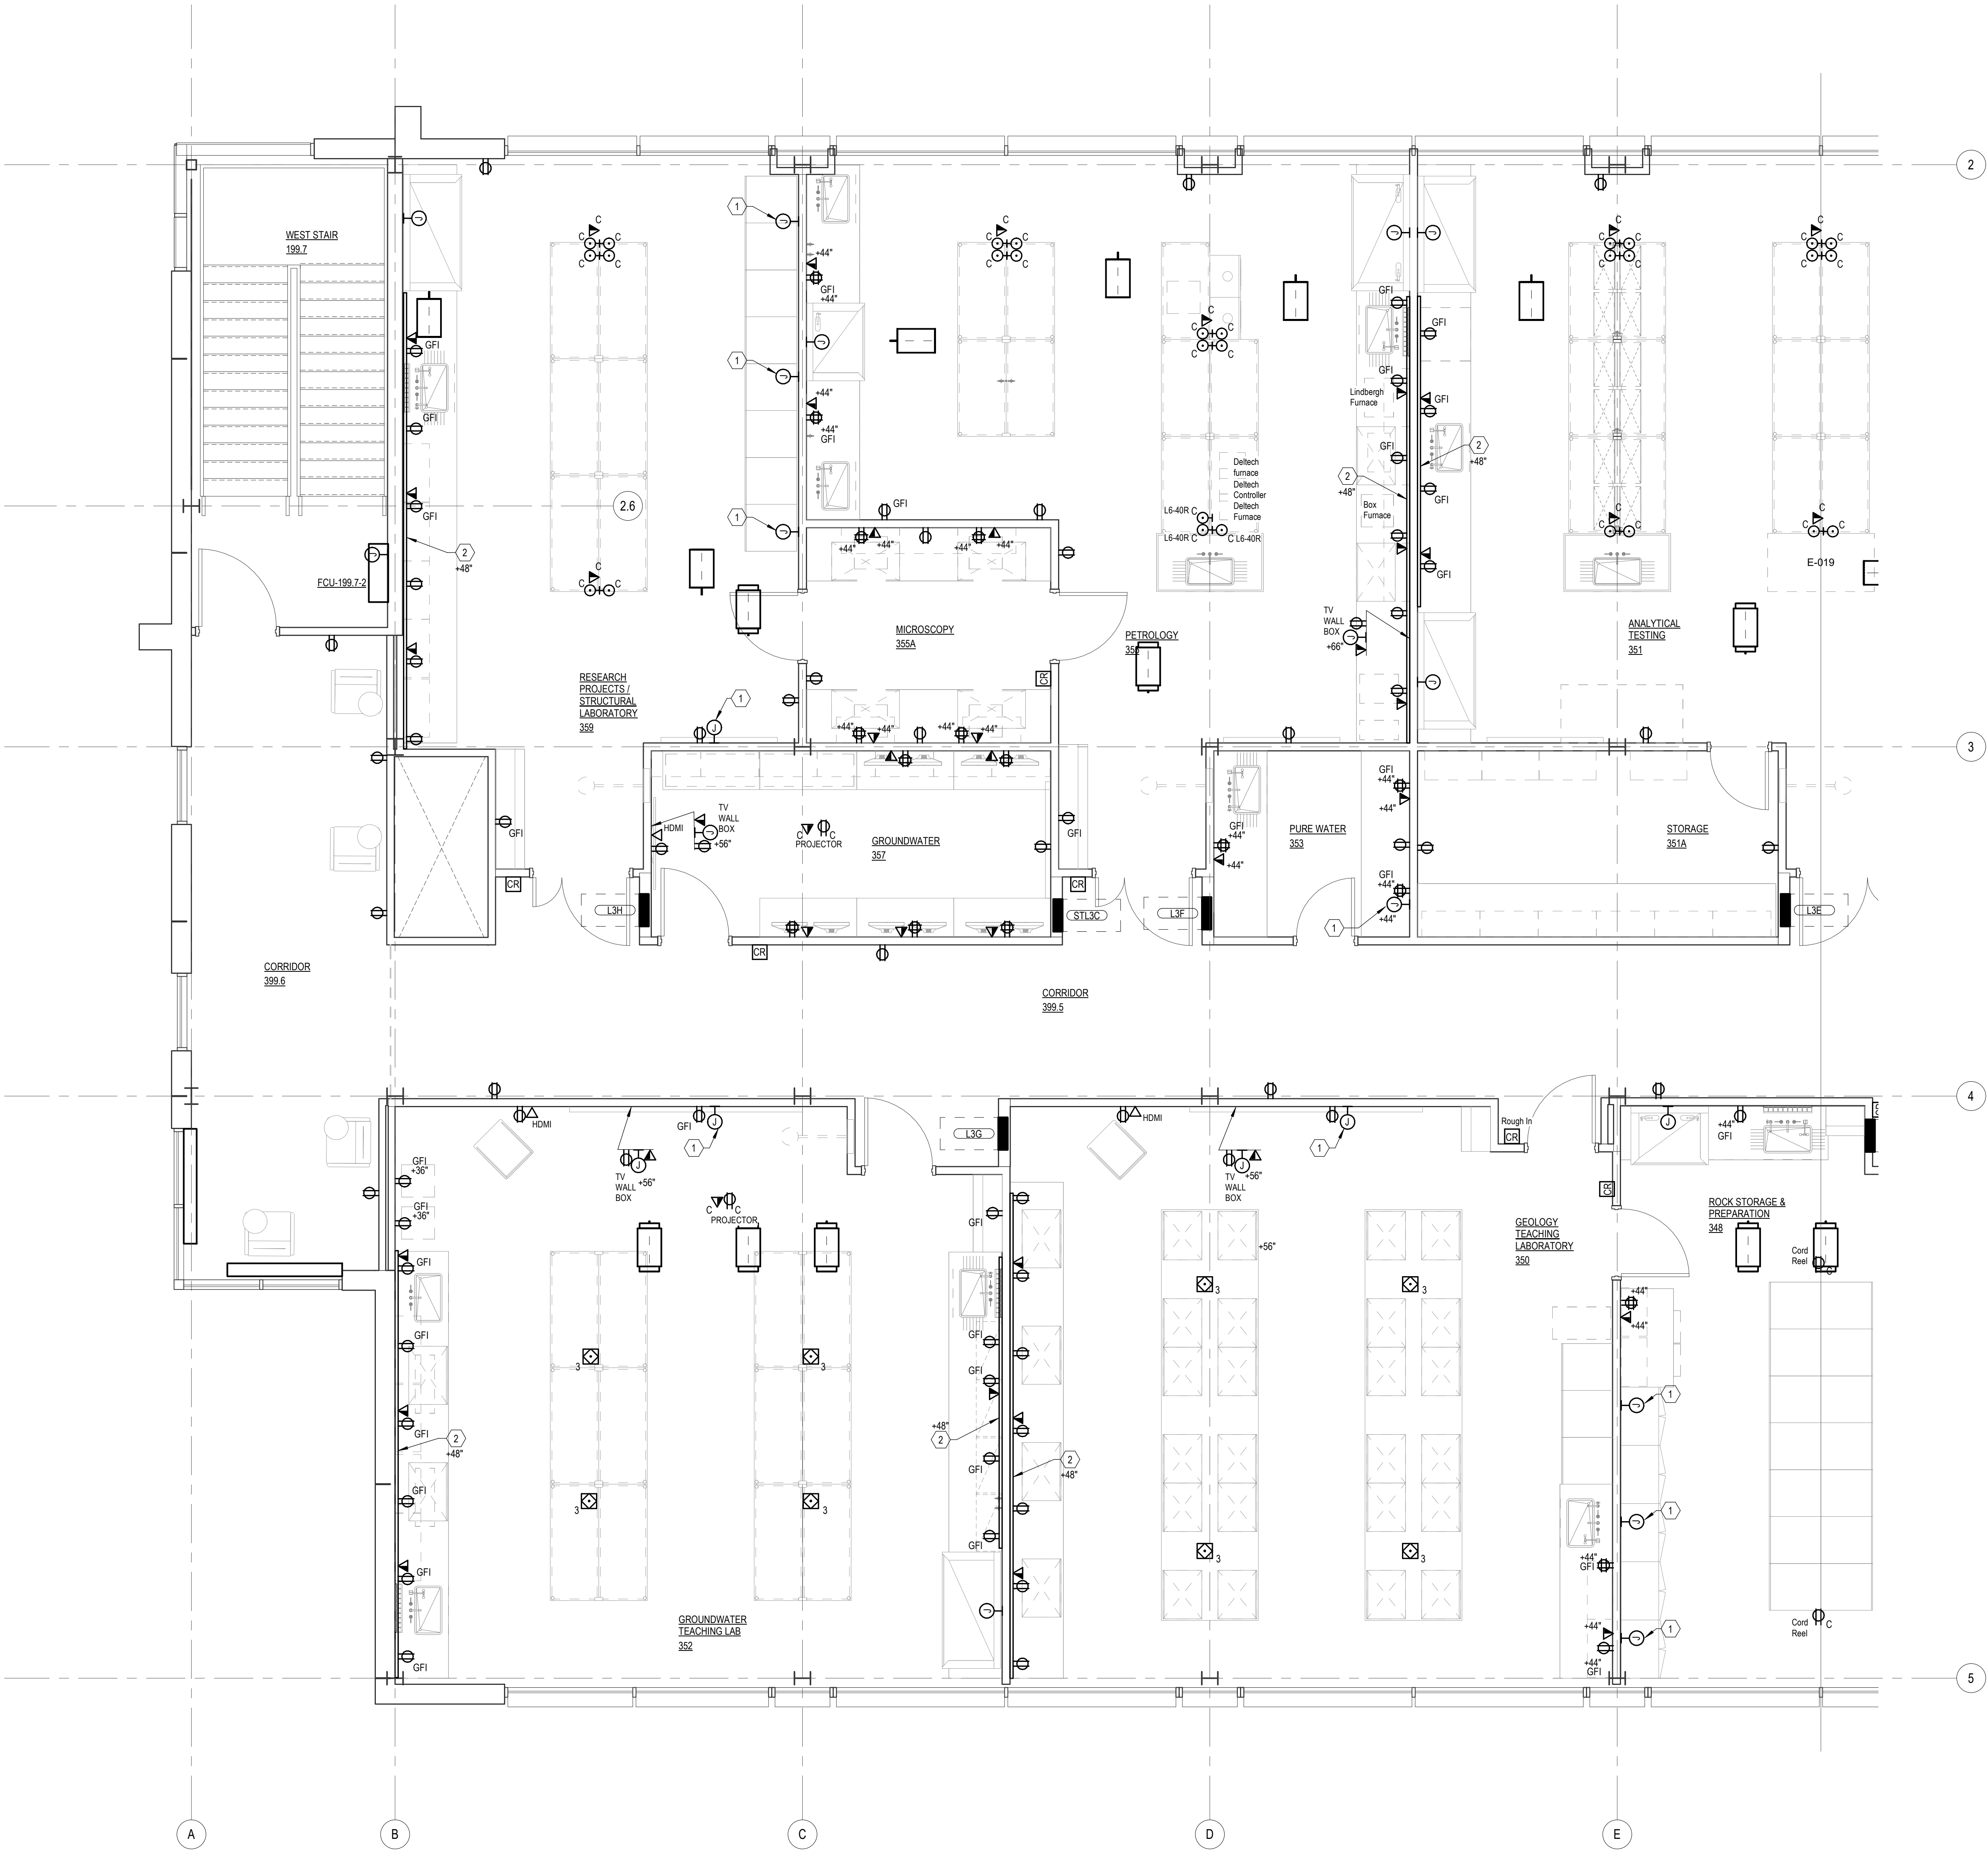 2
WEST STAIR
199.7
C
C
C
C
C
J
1
J
+44"
GFI
+44"
C
C
C
C
C
J
J
C
C
C
C
C
C
C
C
C
C
GFI
GFI
GFI
GFI
1
J
J
C
C
C
C
C
Lindbergh
Furnace
GFI
+44"
+44"
GFI
GFI
GFI
2
+48"
GFI
2
+48"
Deltech
furnace
Deltech
Controller
Deltech
Furnace
Box
Furnace
GFI
2.6
GFI
1
J
GFI
L6-40R C
L6-40R C
C L6-40R
C
C
C
C
C
C
2
+48"
J
FCU-199.7-2
+44"
+44"
+44"
+44"
GFI
E-019
C
C
C
TV
WALL
BOX
+66"
J
MICROSCOPY
355A
PETROLOGY
ANALYTICAL
TESTING
351
RESEARCH
PROJECTS /
STRUCTURAL
LABORATORY
359
1
J
CR
J
+44"
+44"
+44"
+44"
3
GFI
TV
WALL
BOX
+56"
J
HDMI
C
C
PROJECTOR
GROUNDWATER
357
GFI
GFI
+44"
+44"
GFI
+44"
+44"
PURE WATER
353
STORAGE
351A
CR
CR
GFI
+44"
J
+44"
1
L3H
STL3C
L3F
L3E
CR
CORRIDOR
399.6
CORRIDOR
399.5
4
HDMI
GFI
J
1
L3G
HDMI
J
1
Rough In
CR
J
+44"
GFI
GFI
+36"
GFI
+36"
TV
WALL
BOX
J
+56"
C
C
PROJECTOR
GFI
TV
WALL
BOX
J
+56"
CR
GEOLOGY
TEACHING
LABORATORY
350
ROCK STORAGE &
PREPARATION
348
Cord
Reel
C
GFI
3
3
+44"
+44"
GFI
GFI
3
3
GFI
J
1
GFI
2
+48"
+48"
2
GFI
2
+48"
GFI
3
3
J
1
GFI
3
3
+44"
GFI
GFI
J
GROUNDWATER
TEACHING LAB
352
+44"
+44"
GFI
J
1
Cord
Reel
C
GFI
5
A
B
C
D
E